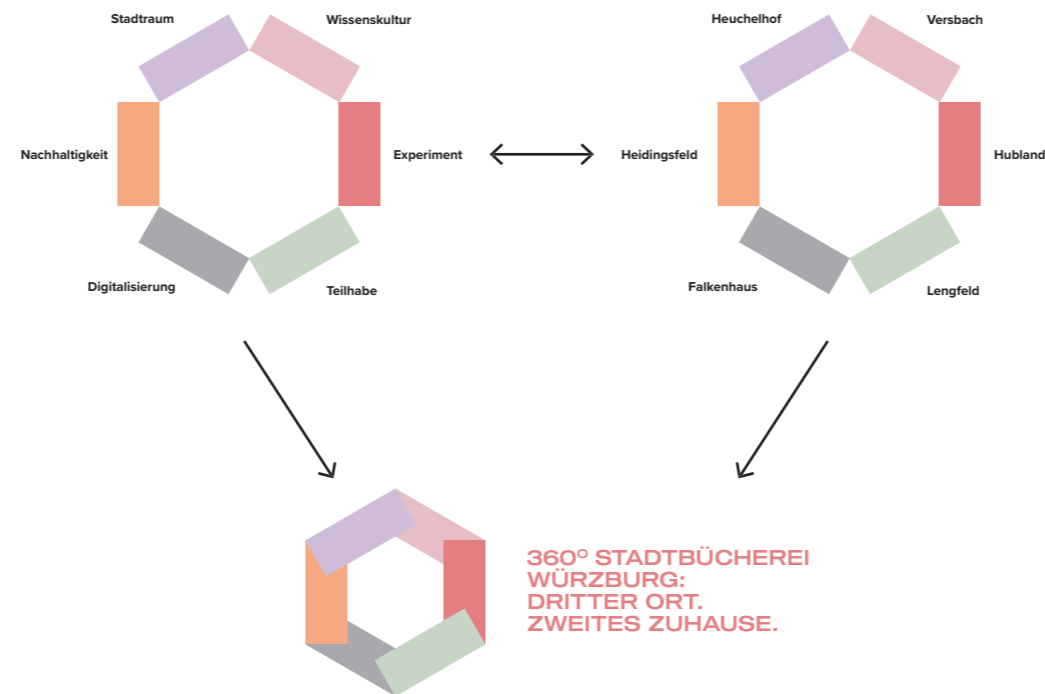 Stadtraum
Wissenskultur
Nachhaltigkeit
Experiment
Digitalisierung
Teilhabe
Heuchelhof
Versbach
Heidingsfeld
Hubland
Falkenhaus
Lengfeld
360° STADTBÜCHEREI
WÜRZBURG:
DRITTER ORT.
ZWEITES ZUHAUSE.